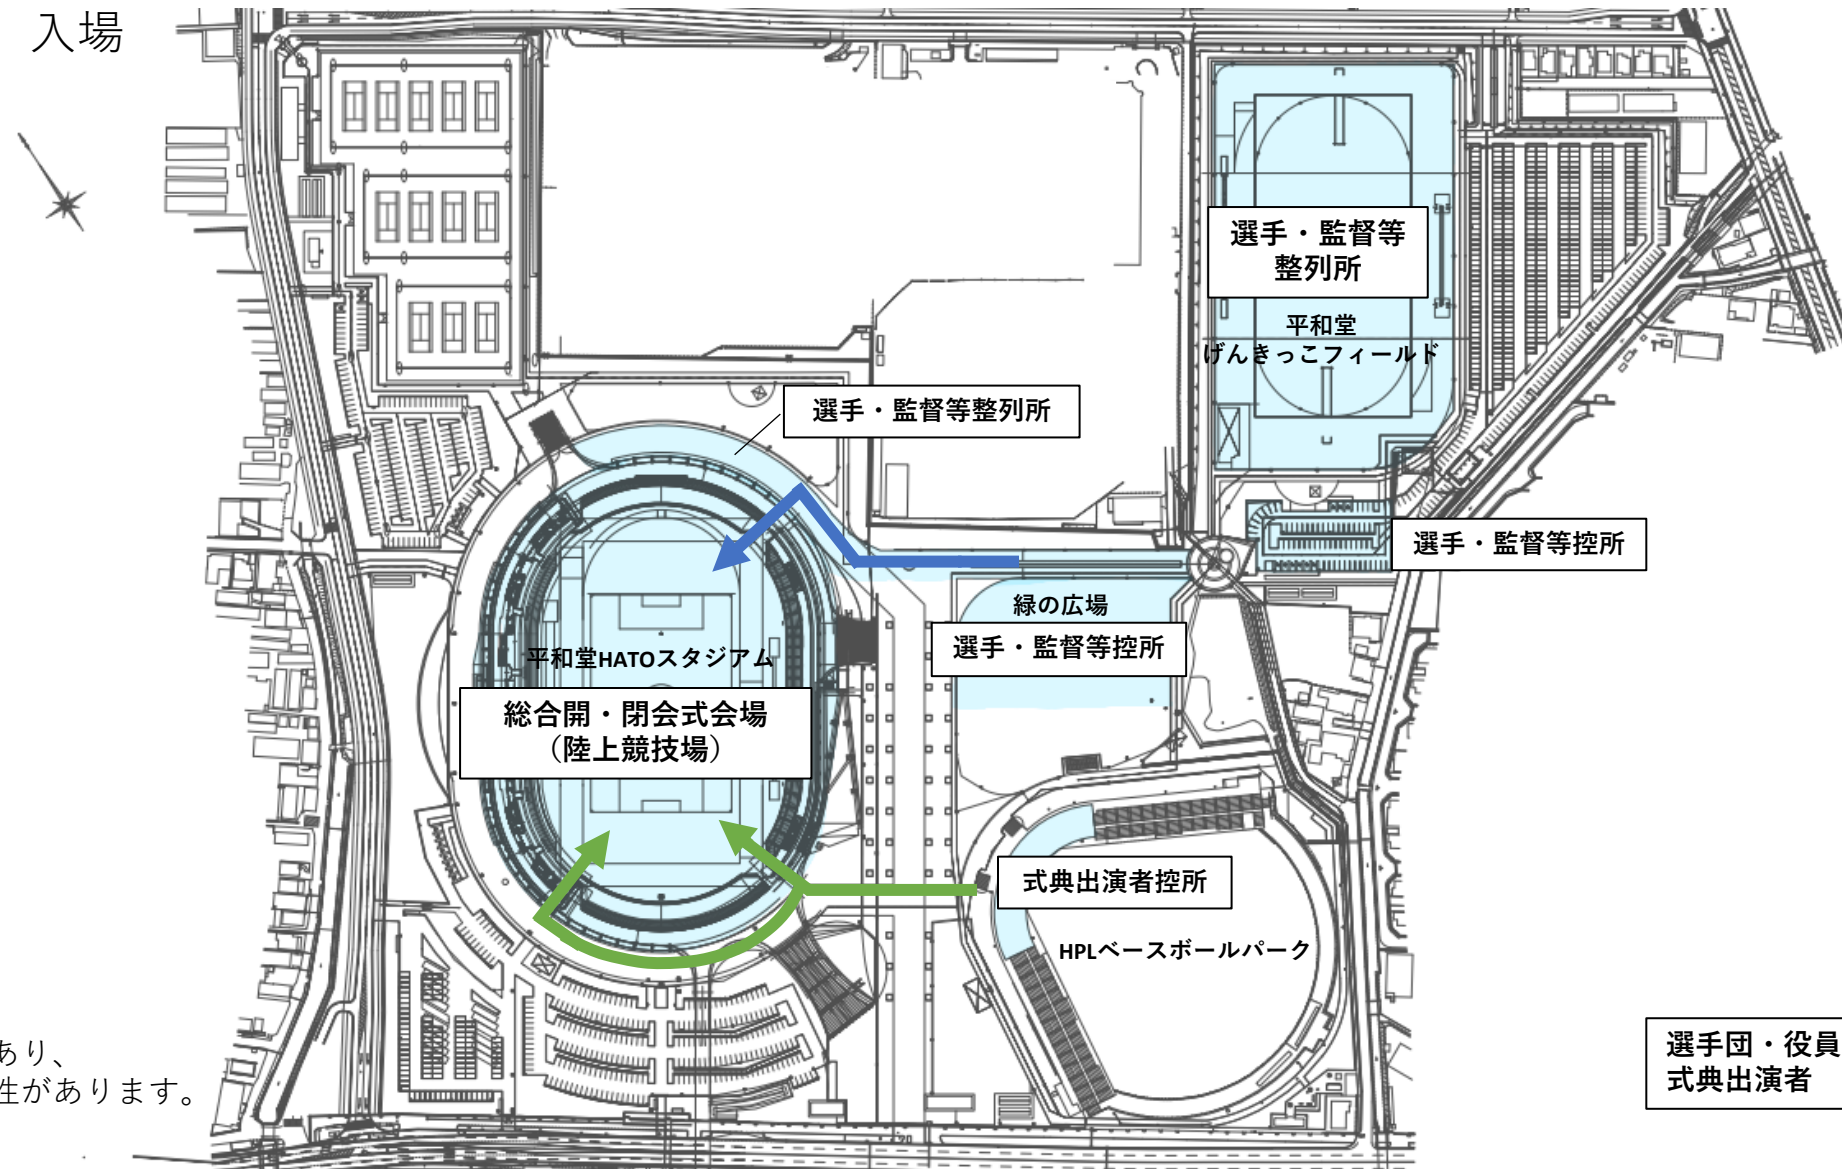 入場
選手・監督等
整列所
平和堂
げんきっこフィールド
選手・監督等整列所
選手・監督等控所
緑の広場
選手・監督等控所
平和堂HATOスタジアム
総合開・閉会式会場
（陸上競技場）
式典出演者控所
HPLベースボールパーク
あり、
性があります。
選手団・役員
式典出演者